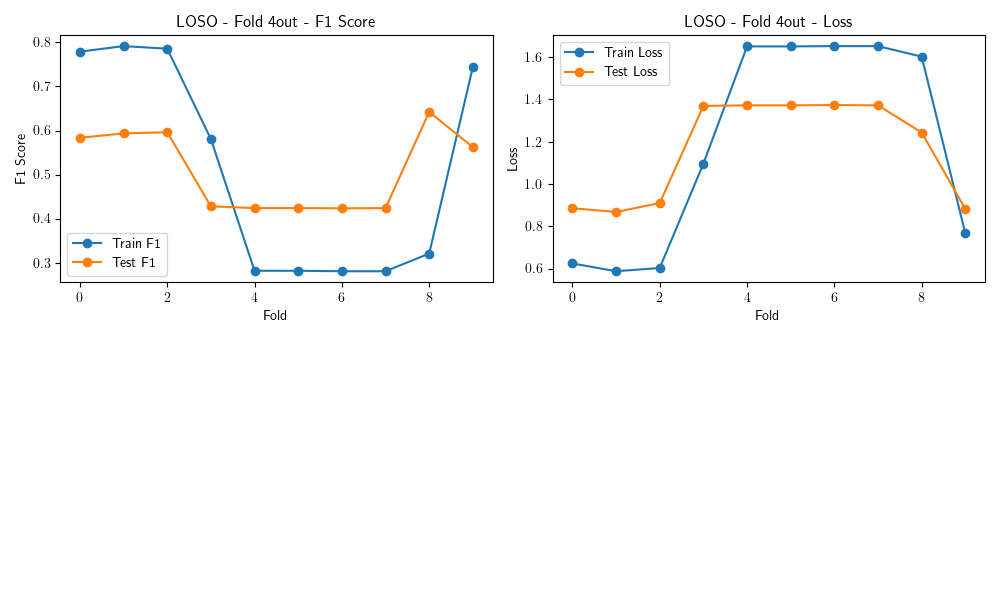 LOSO - Fold 4out - F1 Score
F1 Score
0.8
0.7
0.6
0.5
0.4
0.3
Train F1
Test F1
0 2 4 6 8
Fold
LOSO - Fold 4out - Loss
Loss
1.6
1.4
1.2
1.0
0.8
0.6
Train Loss
Test Loss
0 2 4 6 8
Fold